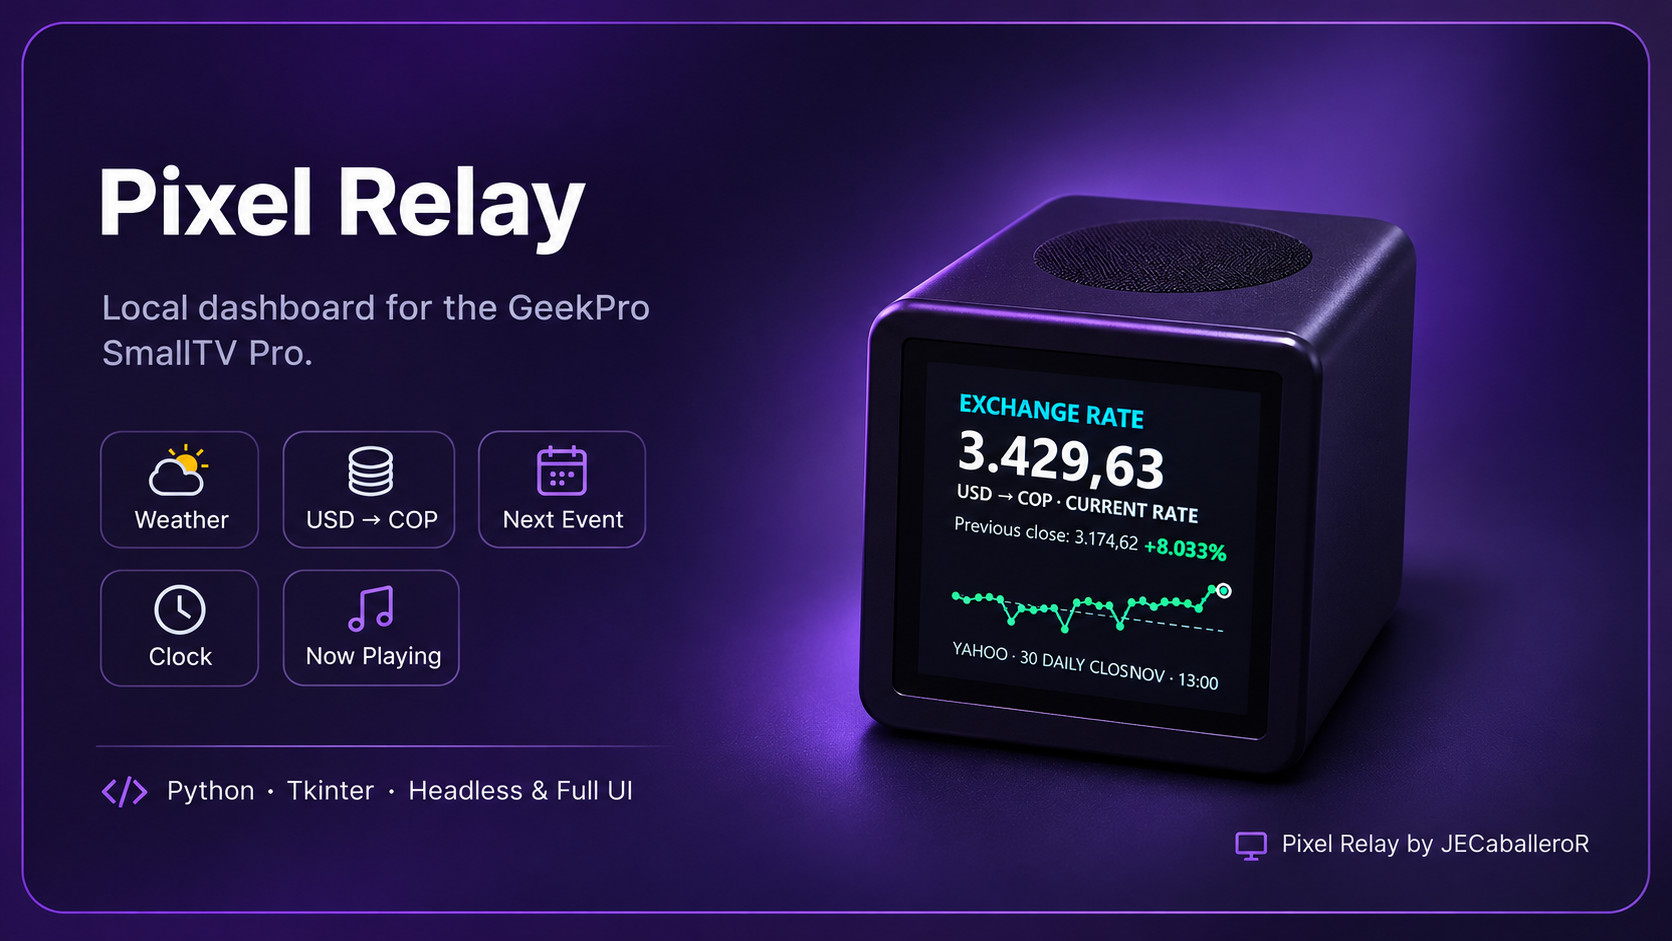 Pixel Relay
Local dashboard for the GeekPro
SmallTV Pro.
Weather
USD → COP
Next Event
Clock
Now Playing
Python · Tkinter · Headless & Full UI
EXCHANGE RATE
3.429,63
USD → COP · CURRENT RATE
Previous close: 3.174,62 +8.033%
YAHOO · 30 DAILY CLOSNOV · 13:00
Pixel Relay by JECaballeroR